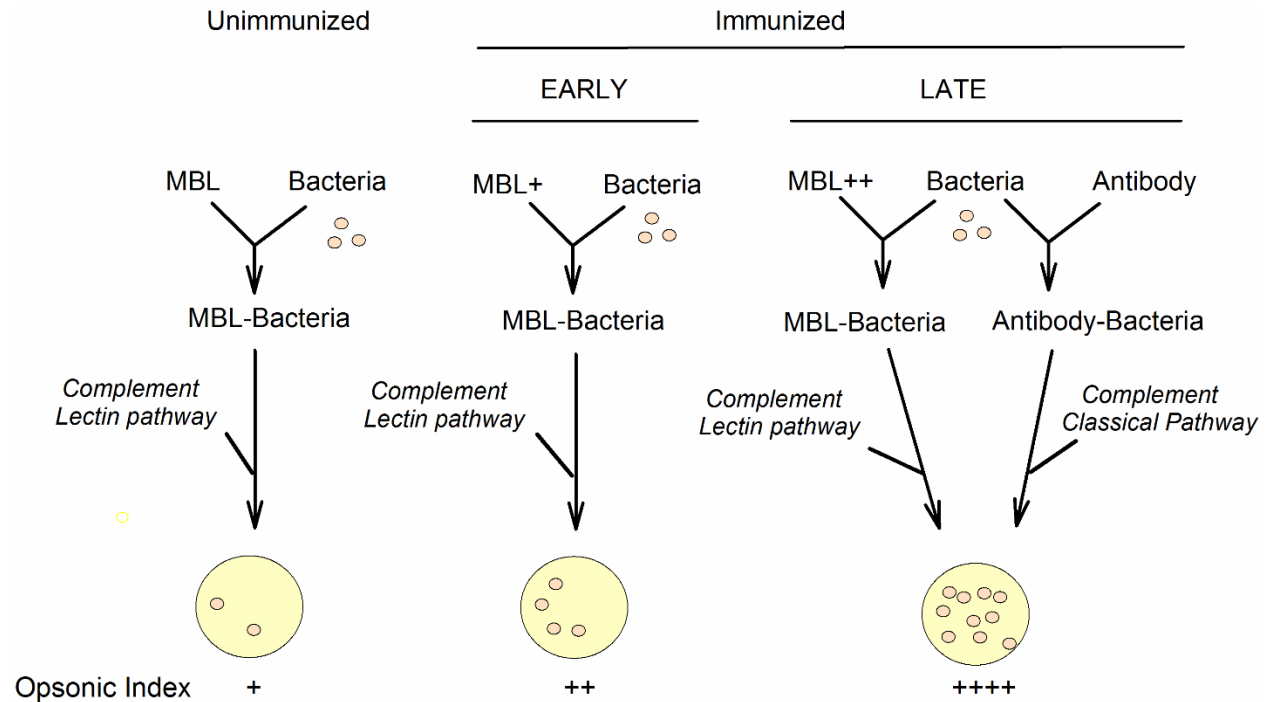 Unimmunized
Immunized
EARLY
LATE
MBL
Bacteria
MBL+
Bacteria
MBL++
Bacteria
Antibody
MBL-Bacteria
MBL-Bacteria
MBL-Bacteria
Antibody-Bacteria
Complement
Lectin pathway
Complement
Lectin pathway
Complement
Lectin pathway
Complement
Classical Pathway
Opsonic Index
+
++
++++